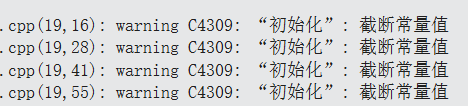 .cpp(19,16): warning C4309: “初始化”: 截断常量值
.cpp(19,28): warning C4309: “初始化”: 截断常量值
.cpp(19,41): warning C4309: “初始化”: 截断常量值
.cpp(19,55): warning C4309: “初始化”: 截断常量值